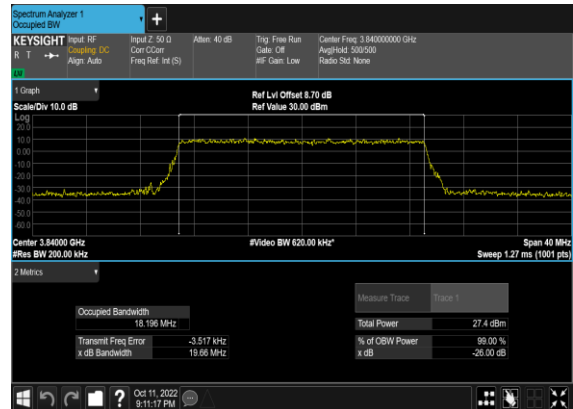 Spectrum Analyzer 1
Occupied BW
+
KEYSIGHT Input: RF Input Z: 50 Ω Atten: 40 dB Trig: Free Run Center Freq: 3.840000000 GHz
R T Coupling: DC Corr CCorr Gate: Off Avg|Hold: 500/500
Align: Auto Freq Ref: Int (S) #IF Gain: Low Radio Std: None
LW
1 Graph
Ref Lvl Offset 8.70 dB
Scale/Div 10.0 dB Ref Value 30.00 dBm
Log
20.0
10.0
0.00
-10.0
-20.0
-30.0
-40.0
-50.0
-60.0
Center 3.84000 GHz #Video BW 620.00 kHz* Span 40 MHz
#Res BW 200.00 kHz Sweep 1.27 ms (1001 pts)
2 Metrics
Measure Trace Trace 1
Occupied Bandwidth
18.196 MHz Total Power 27.4 dBm
Transmit Freq Error -3.517 kHz % of OBW Power 99.00 %
x dB Bandwidth 19.66 MHz x dB -26.00 dB
? Oct 11, 2022
9:11:17 PM